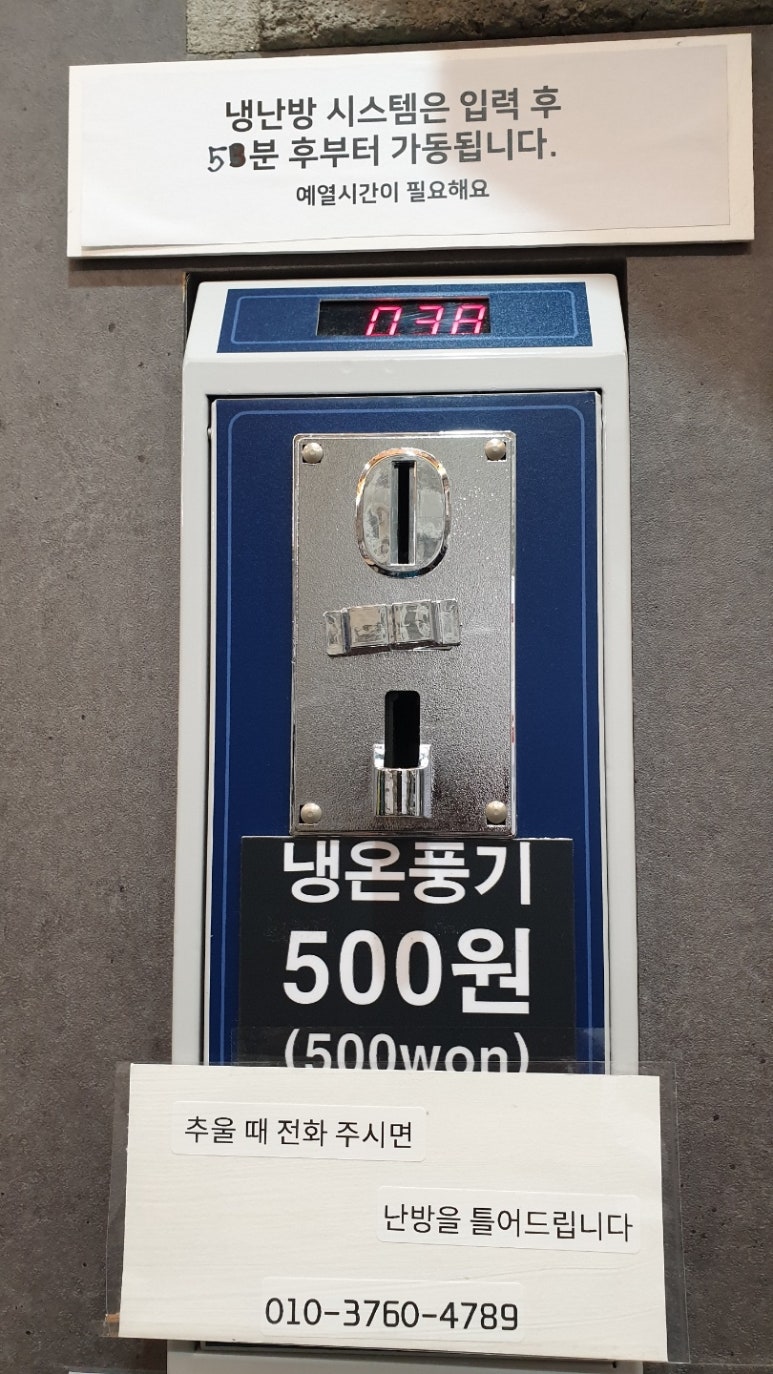 냉난방 시스템은 입력 후
5분 후부터 가동됩니다.
예열시간이 필요해요
냉온풍기
500원
(500won)
추울 때 전화 주시면
난방을 틀어드립니다
010-3760-4789